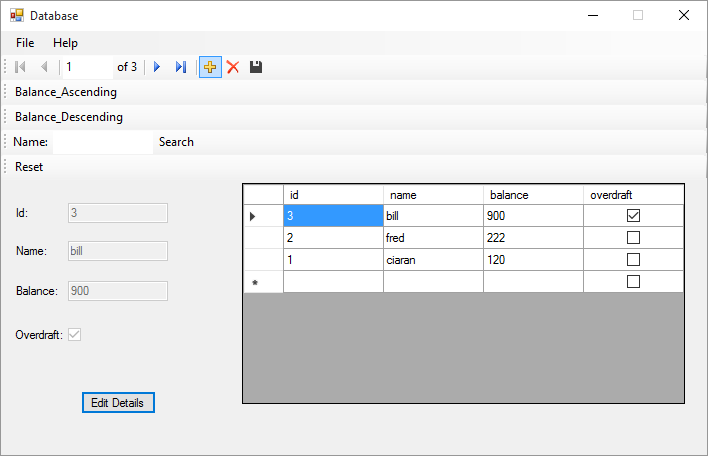 Database
File Help
1 of 3
Balance_Ascending
Balance_Descending
Name: Search
Reset
id name balance overdraft
Id: 3
3 bill 900
2 fred 222
Name: bill
1 ciaran 120
Balance: 900
Overdraft:
Edit Details